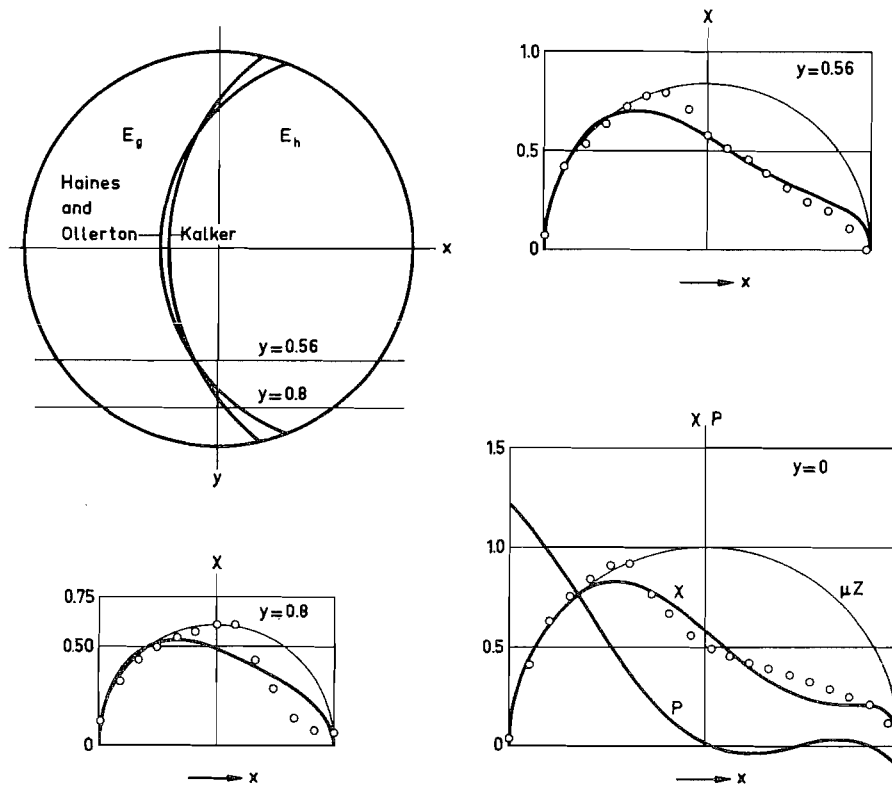 E_g
E_h
Haines
and
Ollerton
Kalker
x
y=0.56
y=0.8
y
X
1.0
y=0.56
0.5
0
x
X
0.75
y=0.8
0.50
0
x
X P
1.5
y=0
1.0
μZ
X
0.5
P
0
x